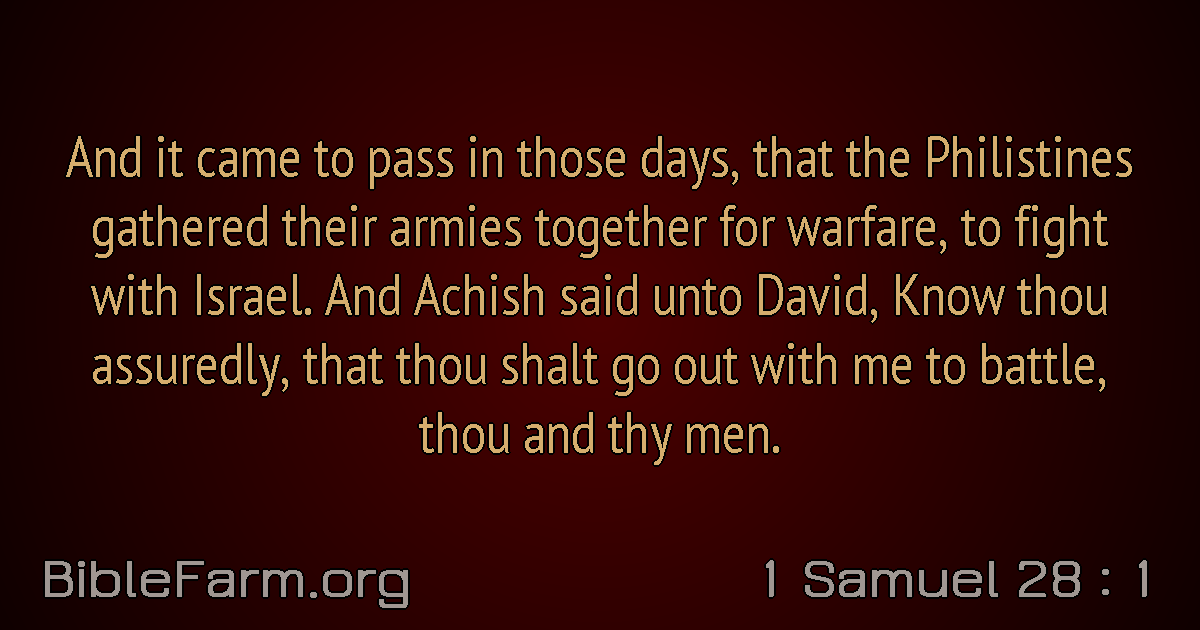 And it came to pass in those days, that the Philistines
gathered their armies together for warfare, to fight
with Israel. And Achish said unto David, Know thou
assuredly, that thou shalt go out with me to battle,
thou and thy men.
BibleFarm.org
1 Samuel 28 : 1